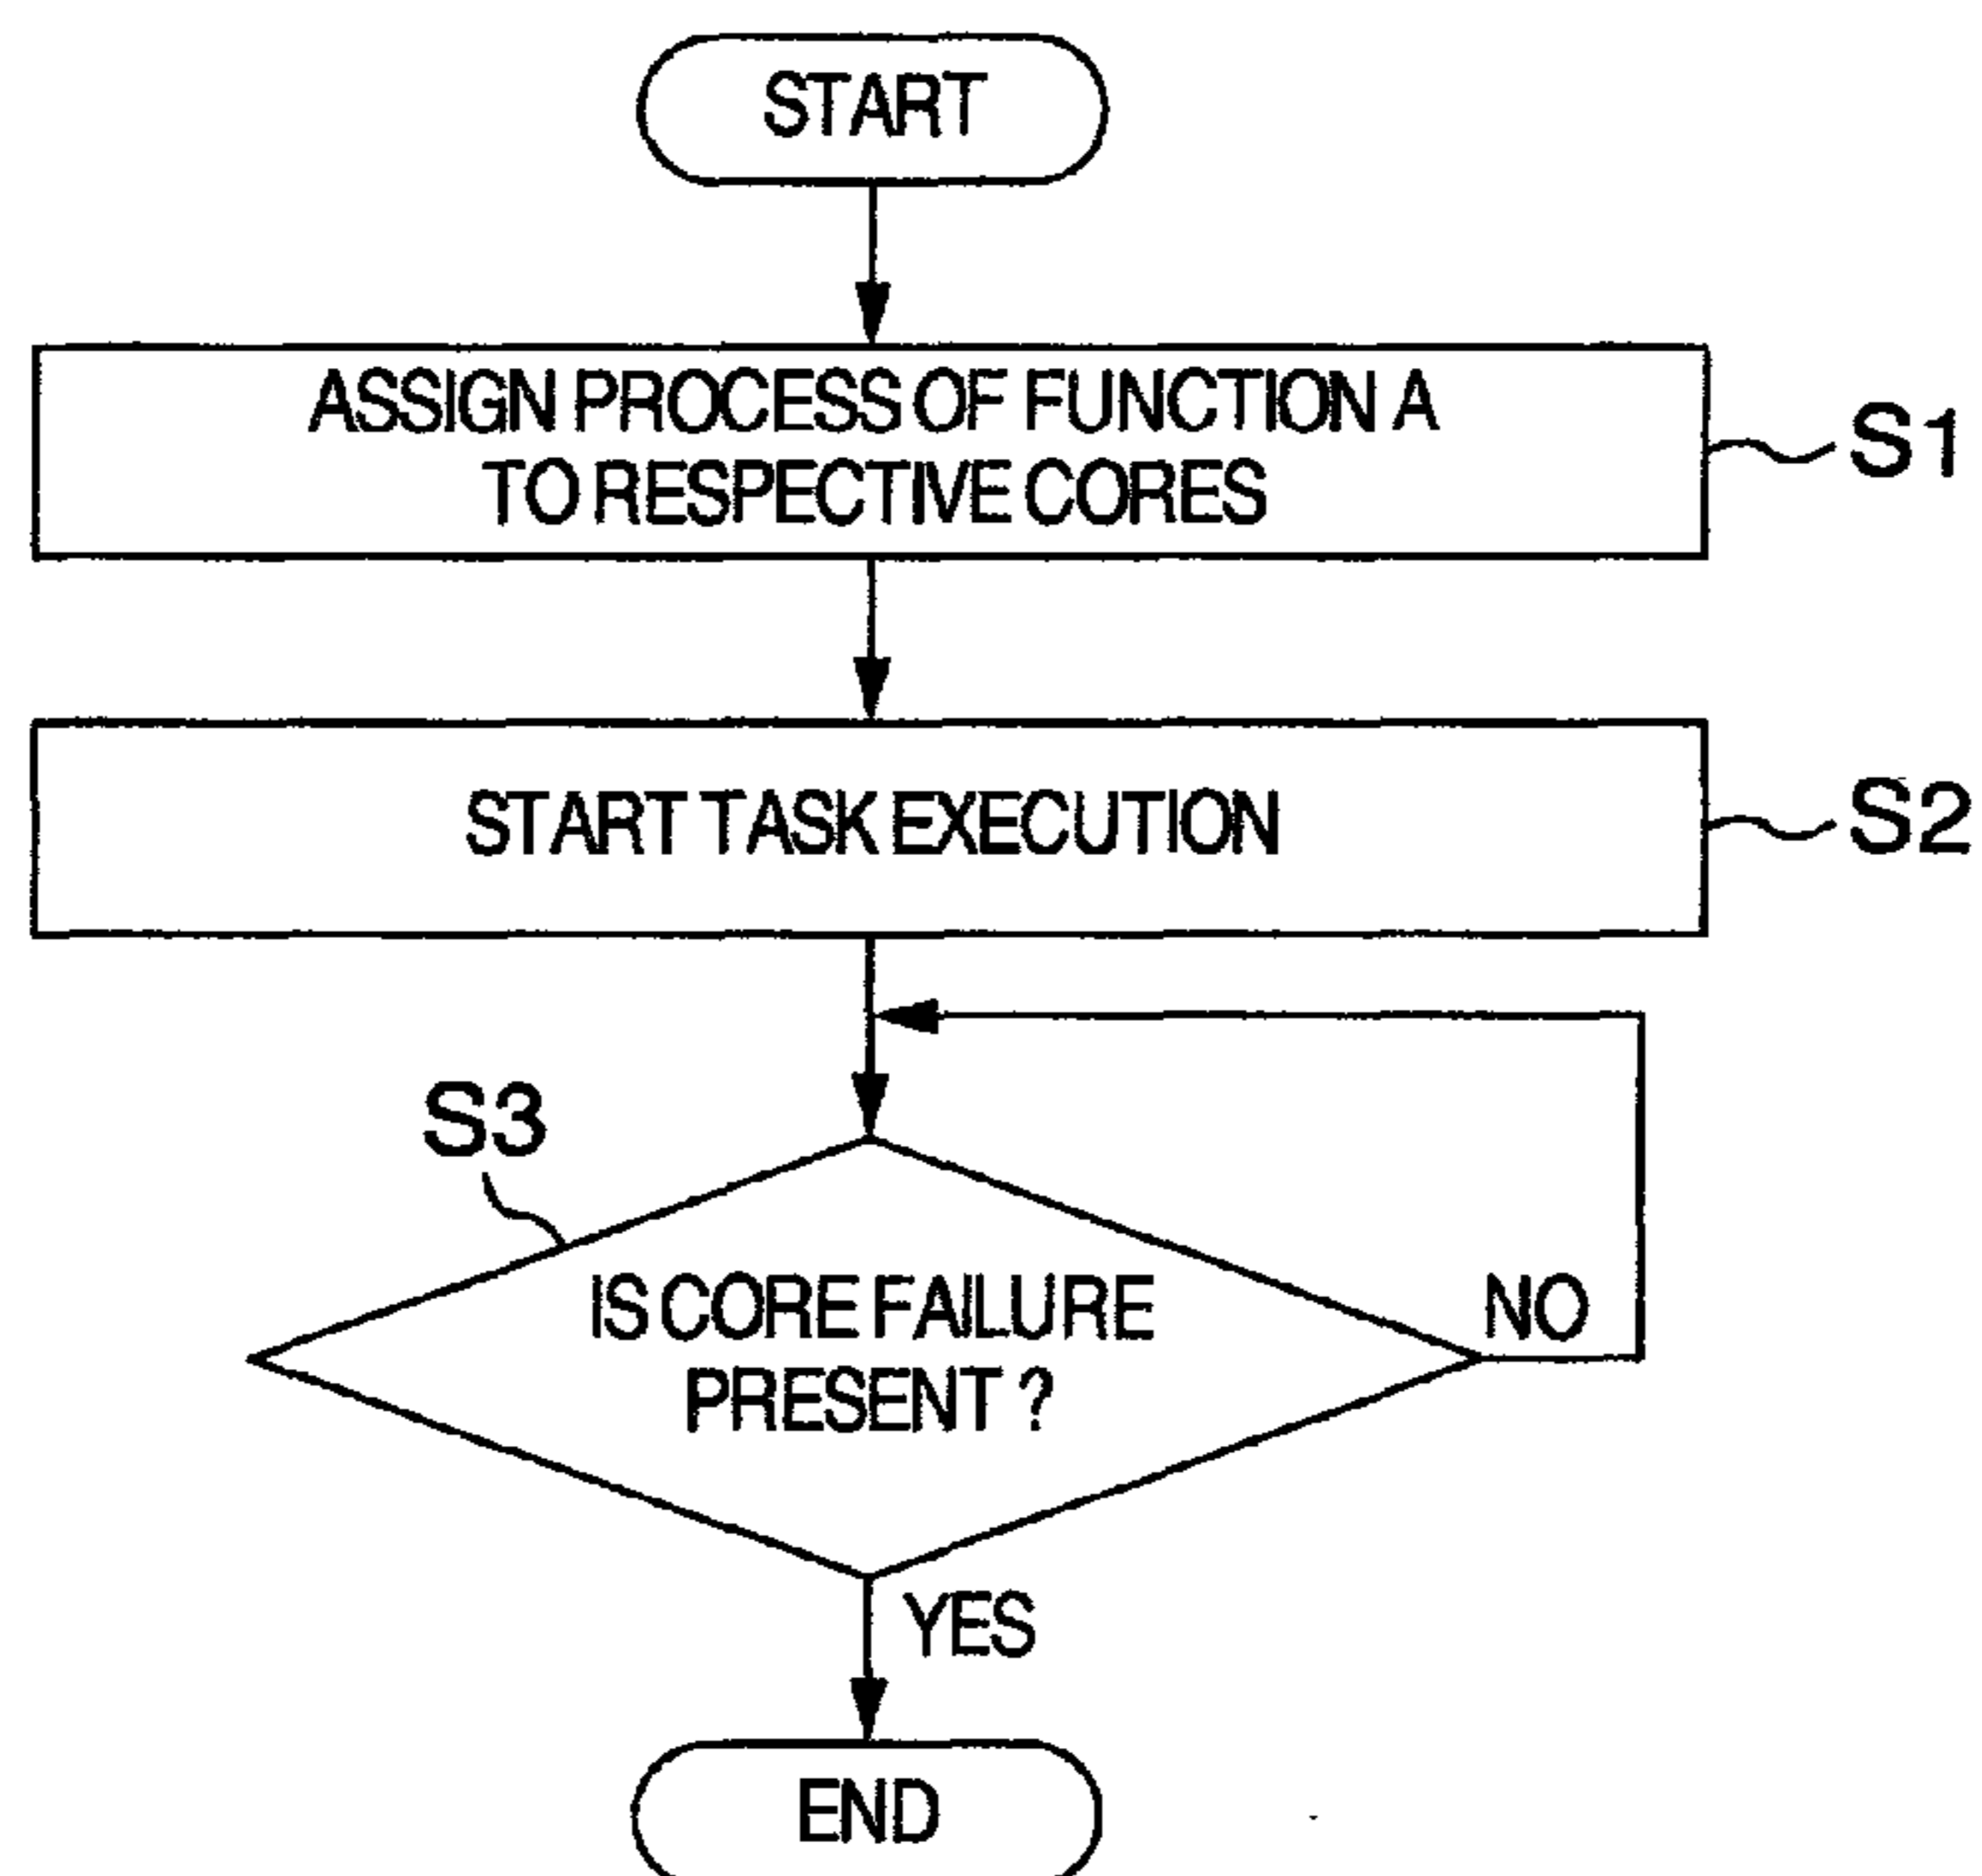 START
ASSIGN PROCESS OF FUNCTION A
TO RESPECTIVE CORES
S1
START TASK EXECUTION
S2
S3
IS CORE FAILURE
PRESENT ?
NO
YES
END